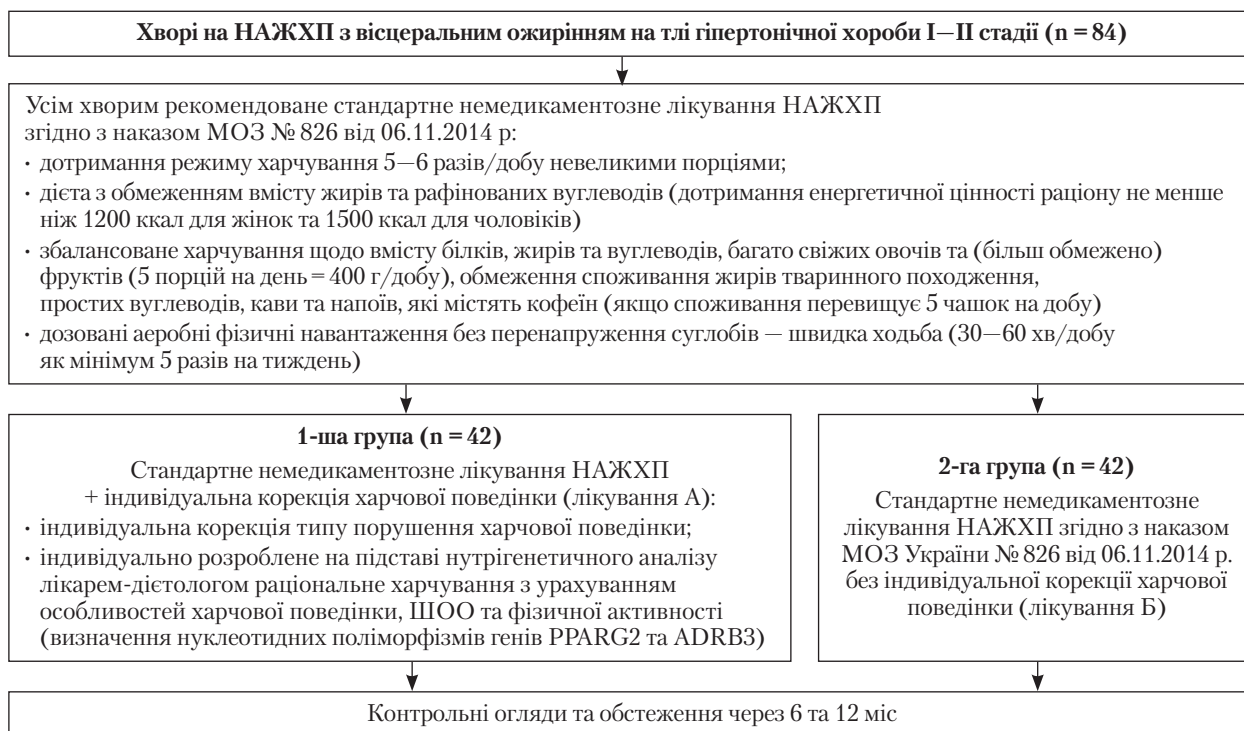 Хворі на НАЖХП з вісцеральним ожирінням на тлі гіпертонічної хвороби І—ІІ стадії (n = 84)
Усім хворим рекомендоване стандартне немедикаментозне лікування НАЖХП
згідно з наказом МОЗ № 826 від 06.11.2014 р:
· дотримання режиму харчування 5—6 разів/добу невеликими порціями;
· дієта з обмеженням вмісту жирів та рафінованих вуглеводів (дотримання енергетичної цінності раціону не менше
ніж 1200 ккал для жінок та 1500 ккал для чоловіків)
· збалансоване харчування щодо вмісту білків, жирів та вуглеводів, багато свіжих овочів та (більш обмежено)
фруктів (5 порцій на день = 400 г/добу), обмеження споживання жирів тваринного походження,
простих вуглеводів, кави та напоїв, які містять кофеїн (якщо споживання перевищує 5 чашок на добу)
· дозовані аеробні фізичні навантаження без перенапруження суглобів — швидка ходьба (30—60 хв/добу
як мінімум 5 разів на тиждень)
1-ша група (n = 42)
Стандартне немедикаментозне лікування НАЖХП
+ індивідуальна корекція харчової поведінки (лікування А):
· індивідуальна корекція типу порушення харчової поведінки;
· індивідуально розроблене на підставі нутрігенетичного аналізу
лікарем-дієтологом раціональне харчування з урахуванням
особливостей харчової поведінки, ШОО та фізичної активності
(визначення нуклеотидних поліморфізмів генів PPARG2 та ADRB3)
2-га група (n = 42)
Стандартне немедикаментозне
лікування НАЖХП згідно з наказом
МОЗ України № 826 від 06.11.2014 р.
без індивідуальної корекції харчової
поведінки (лікування Б)
Контрольні огляди та обстеження через 6 та 12 міс